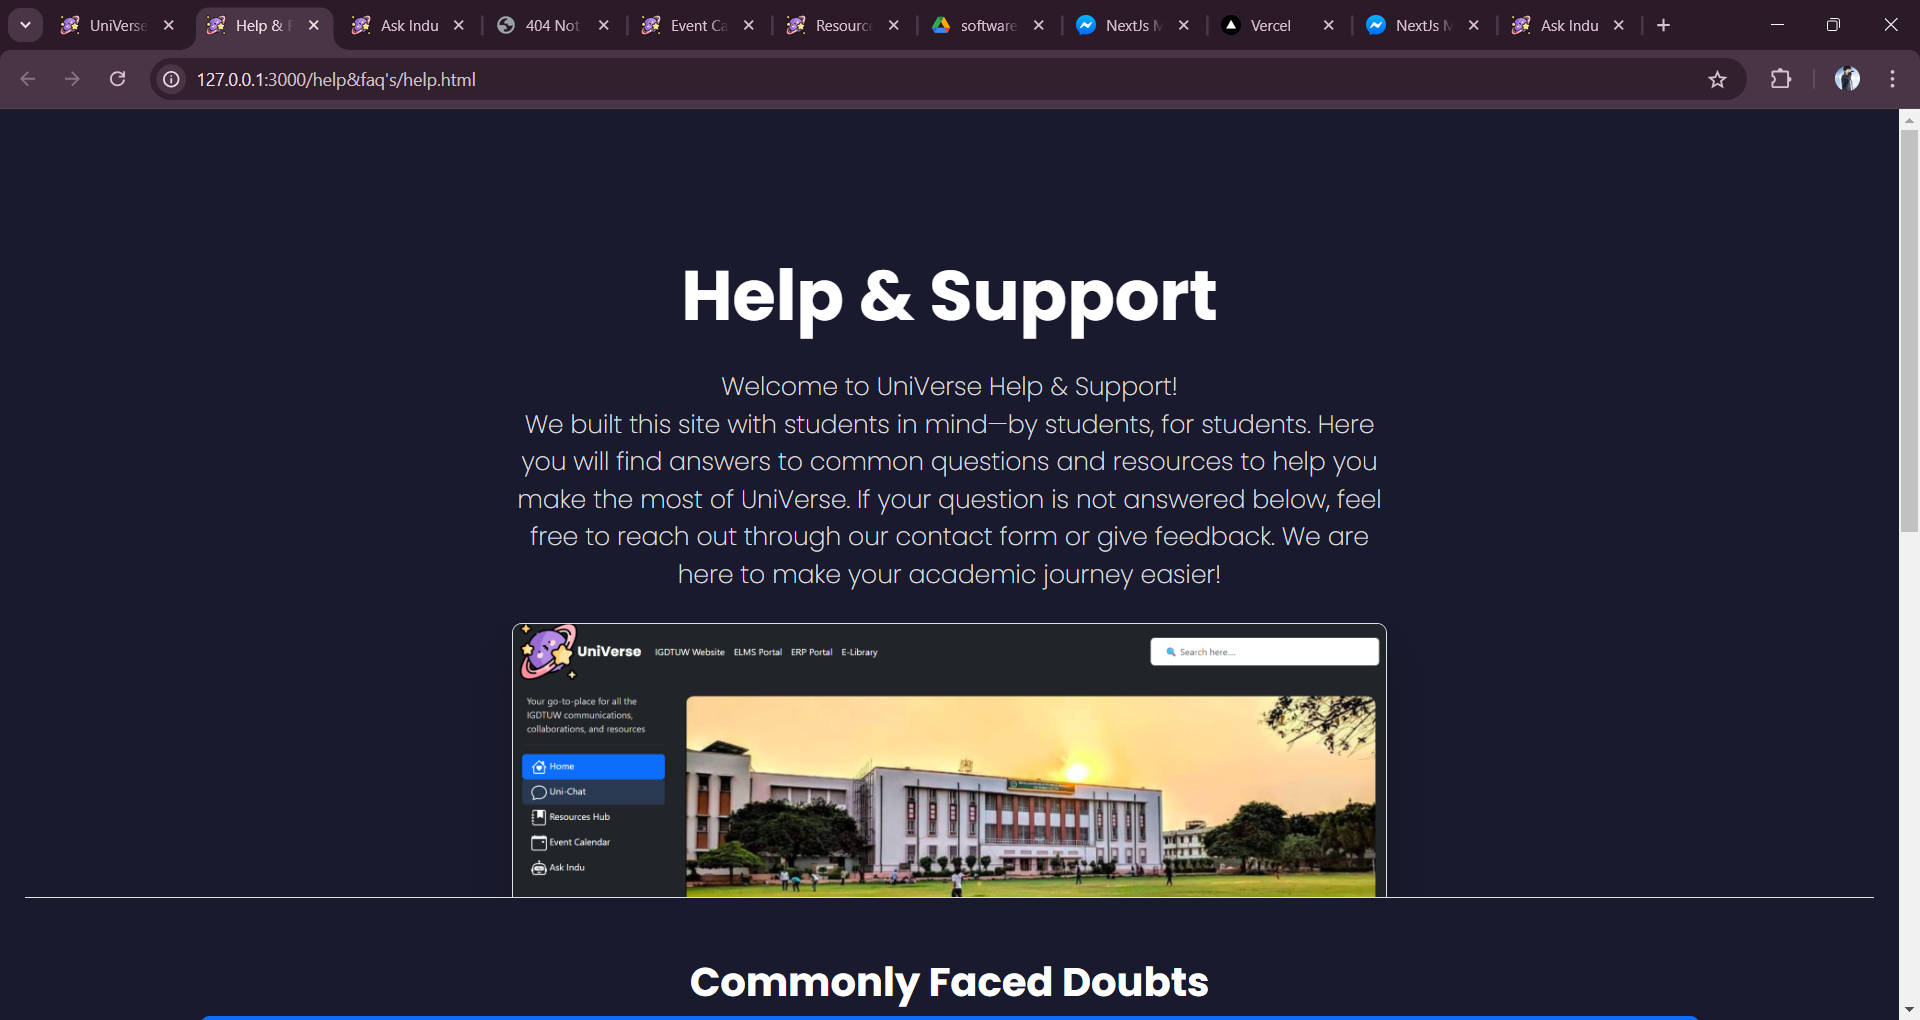 UniVerse
Help &
Ask Indu
404 Not
Event Ca
Resource
software
NextJs M
Vercel
NextJs M
Ask Indu
127.0.0.1:3000/help&faq's/help.html
Help & Support
Welcome to UniVerse Help & Support!
We built this site with students in mind—by students, for students. Here
you will find answers to common questions and resources to help you
make the most of UniVerse. If your question is not answered below, feel
free to reach out through our contact form or give feedback. We are
here to make your academic journey easier!
UniVerse
IGDTUW Website
ELMS Portal
ERP Portal
E-Library
Search here....
Your go-to-place for all the
IGDTUW communications,
collaborations, and resources
Home
Uni-Chat
Resources Hub
Event Calendar
Ask Indu
Commonly Faced Doubts